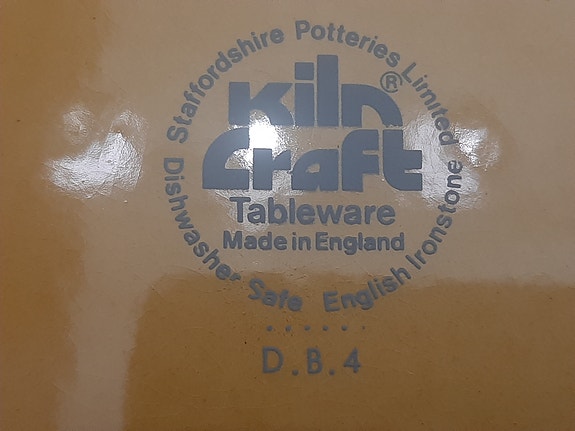 Staffordshire Potteries Limited
Kiln®
Craft
Tableware
Made in England
Dishwasher Safe English Ironstone
......
D.B.4